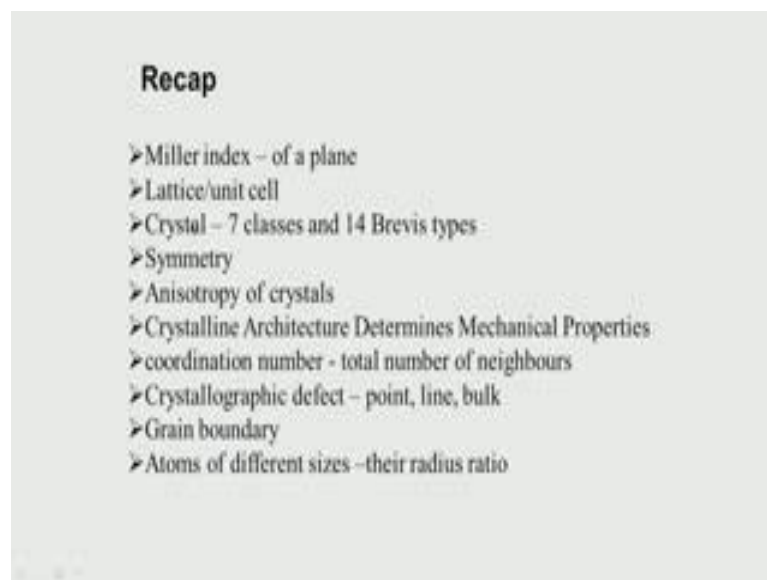 Recap
➢Miller index – of a plane
➢Lattice/unit cell
➢Crystal – 7 classes and 14 Brevis types
➢Symmetry
➢Anisotropy of crystals
➢Crystalline Architecture Determines Mechanical Properties
➢coordination number - total number of neighbours
➢Crystallographic defect – point, line, bulk
➢Grain boundary
➢Atoms of different sizes –their radius ratio